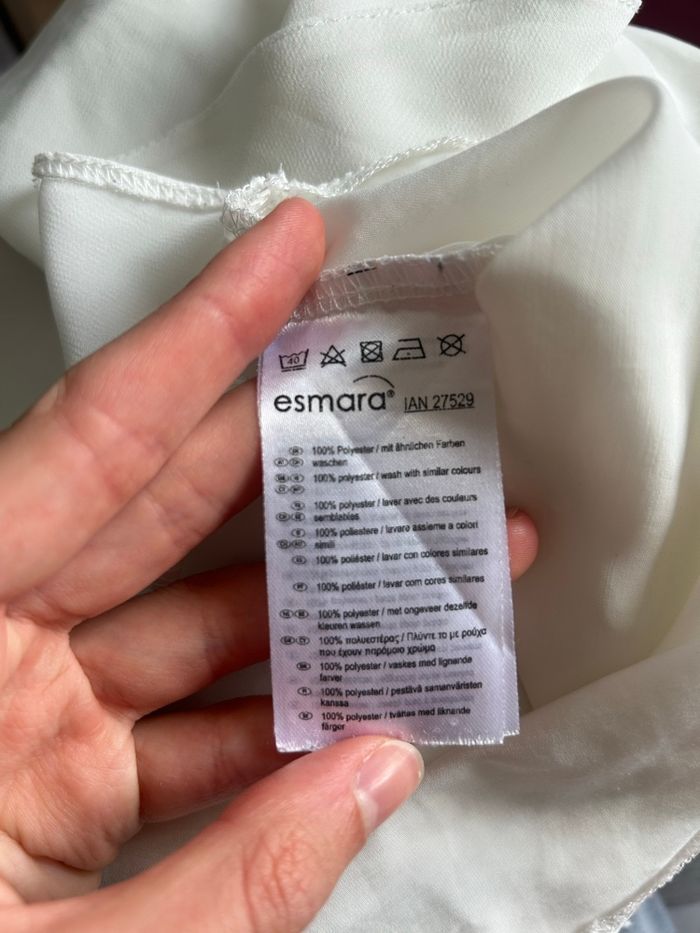 40
esmara® IAN 27529
100% Polyester / mit ähnlichen Farben
waschen
100% polyester / wash with similar colours
100% polyester / laver avec des couleurs
semblables
100% poliestere / lavare assieme a colori
simili
100% poliéster / lavar con colores similares
100% poliéster / lavar com cores similares
100% polyester / met ongeveer dezelfde
kleuren wassen
100% πολυεστέρας / Πλύντε το με ρούχα
που έχουν παρόμοιο χρώμα
100% polyester / vaskes med lignende
farver
100% polyesteri / pestävä samanväristen
kanssa
100% polyester / tvättas med liknande
färger